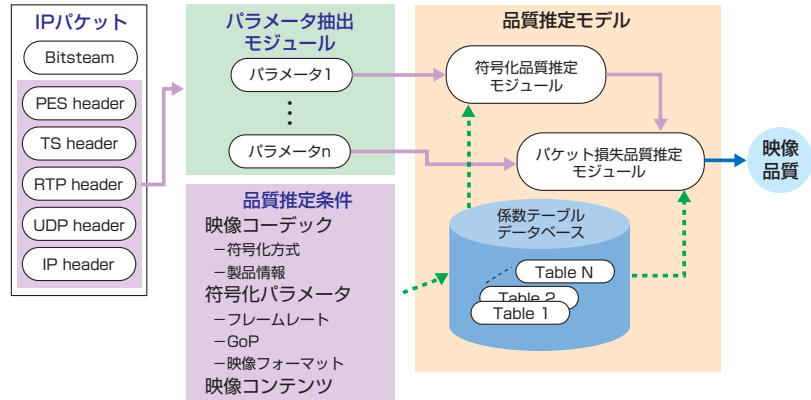 IPパケット
Bitsteam
PES header
TS header
RTP header
UDP header
IP header
パラメータ抽出
モジュール
パラメータ1
⋮
パラメータn
品質推定条件
映像コーデック
－符号化方式
－製品情報
符号化パラメータ
－フレームレート
－GoP
－映像フォーマット
映像コンテンツ
品質推定モデル
符号化品質推定
モジュール
パケット損失品質推定
モジュール
係数テーブル
データベース
Table N
Table 2
Table 1
映像
品質